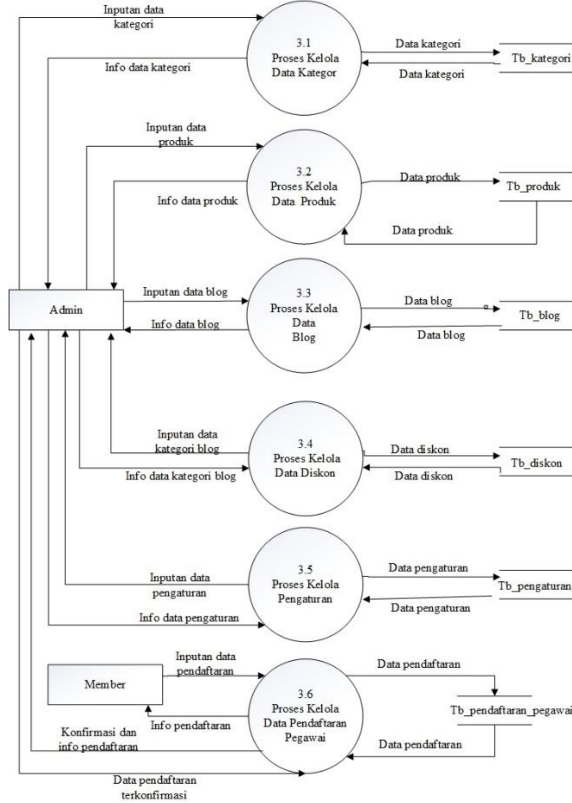 Inputan data
kategori
Info data kategori
3.1
Proses Kelola
Data Kategor
Data kategori
Data kategori
Tb_kategori
Inputan data
produk
Info data produk
3.2
Proses Kelola
Data Produk
Data produk
Data produk
Tb_produk
Admin
Inputan data blog
Info data blog
3.3
Proses Kelola
Data
Blog
Data blog
Data blog
Tb_blog
Inputan data
kategori blog
Info data kategori blog
3.4
Proses Kelola
Data Diskon
Data diskon
Data diskon
Tb_diskon
Inputan data
pengaturan
Info data pengaturan
3.5
Proses Kelola
Pengaturan
Data pengaturan
Data pengaturan
Tb_pengaturan
Member
Inputan data
pendaftaran
Info pendaftaran
Konfirmasi dan
info pendaftaran
3.6
Proses Kelola
Data Pendaftaran
Pegawai
Data pendaftaran
Data pendaftaran
Tb_pendaftaran_pegawai
Data pendaftaran
terkonfirmasi